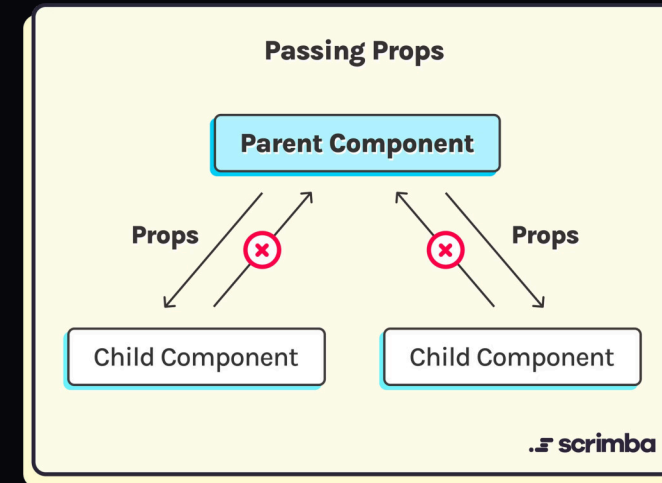 Passing Props
Parent Component
Props
Props
Child Component
Child Component
scrimba